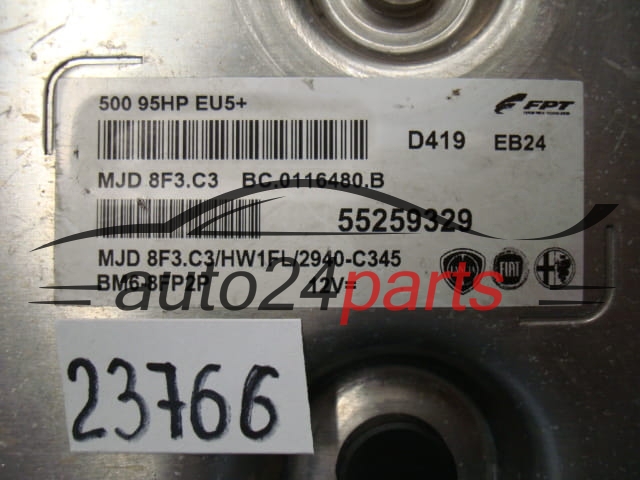 500 95HP EU5+
FPT
D419 EB24
MJD 8F3.C3 BC.0116480.B
55259329
MJD 8F3.C3/HW1FL/2940-C345
FIAT
BM6-8FP2P 12V=
auto24parts
23766